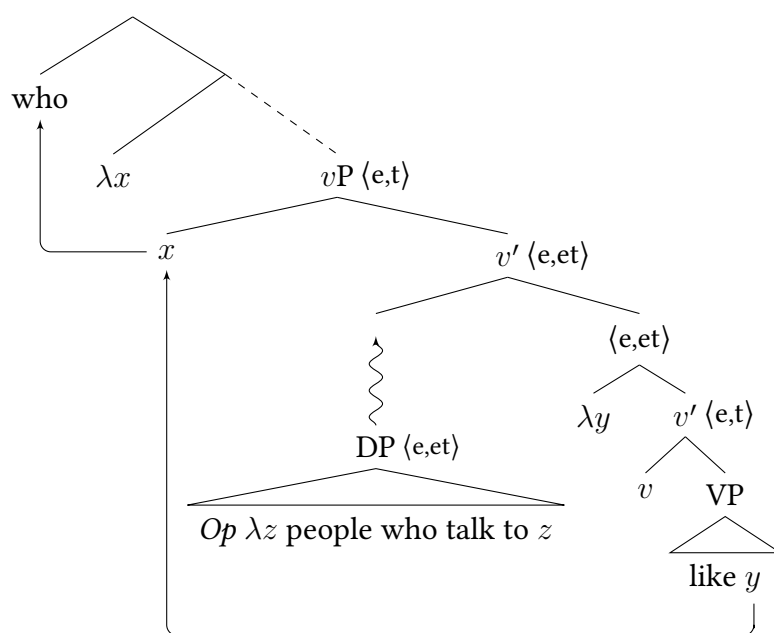 who
λx
vP ⟨e,t⟩
x
v′ ⟨e,et⟩
⟨e,et⟩
λy
v′ ⟨e,t⟩
DP ⟨e,et⟩
v
VP
Op λz people who talk to z
like y